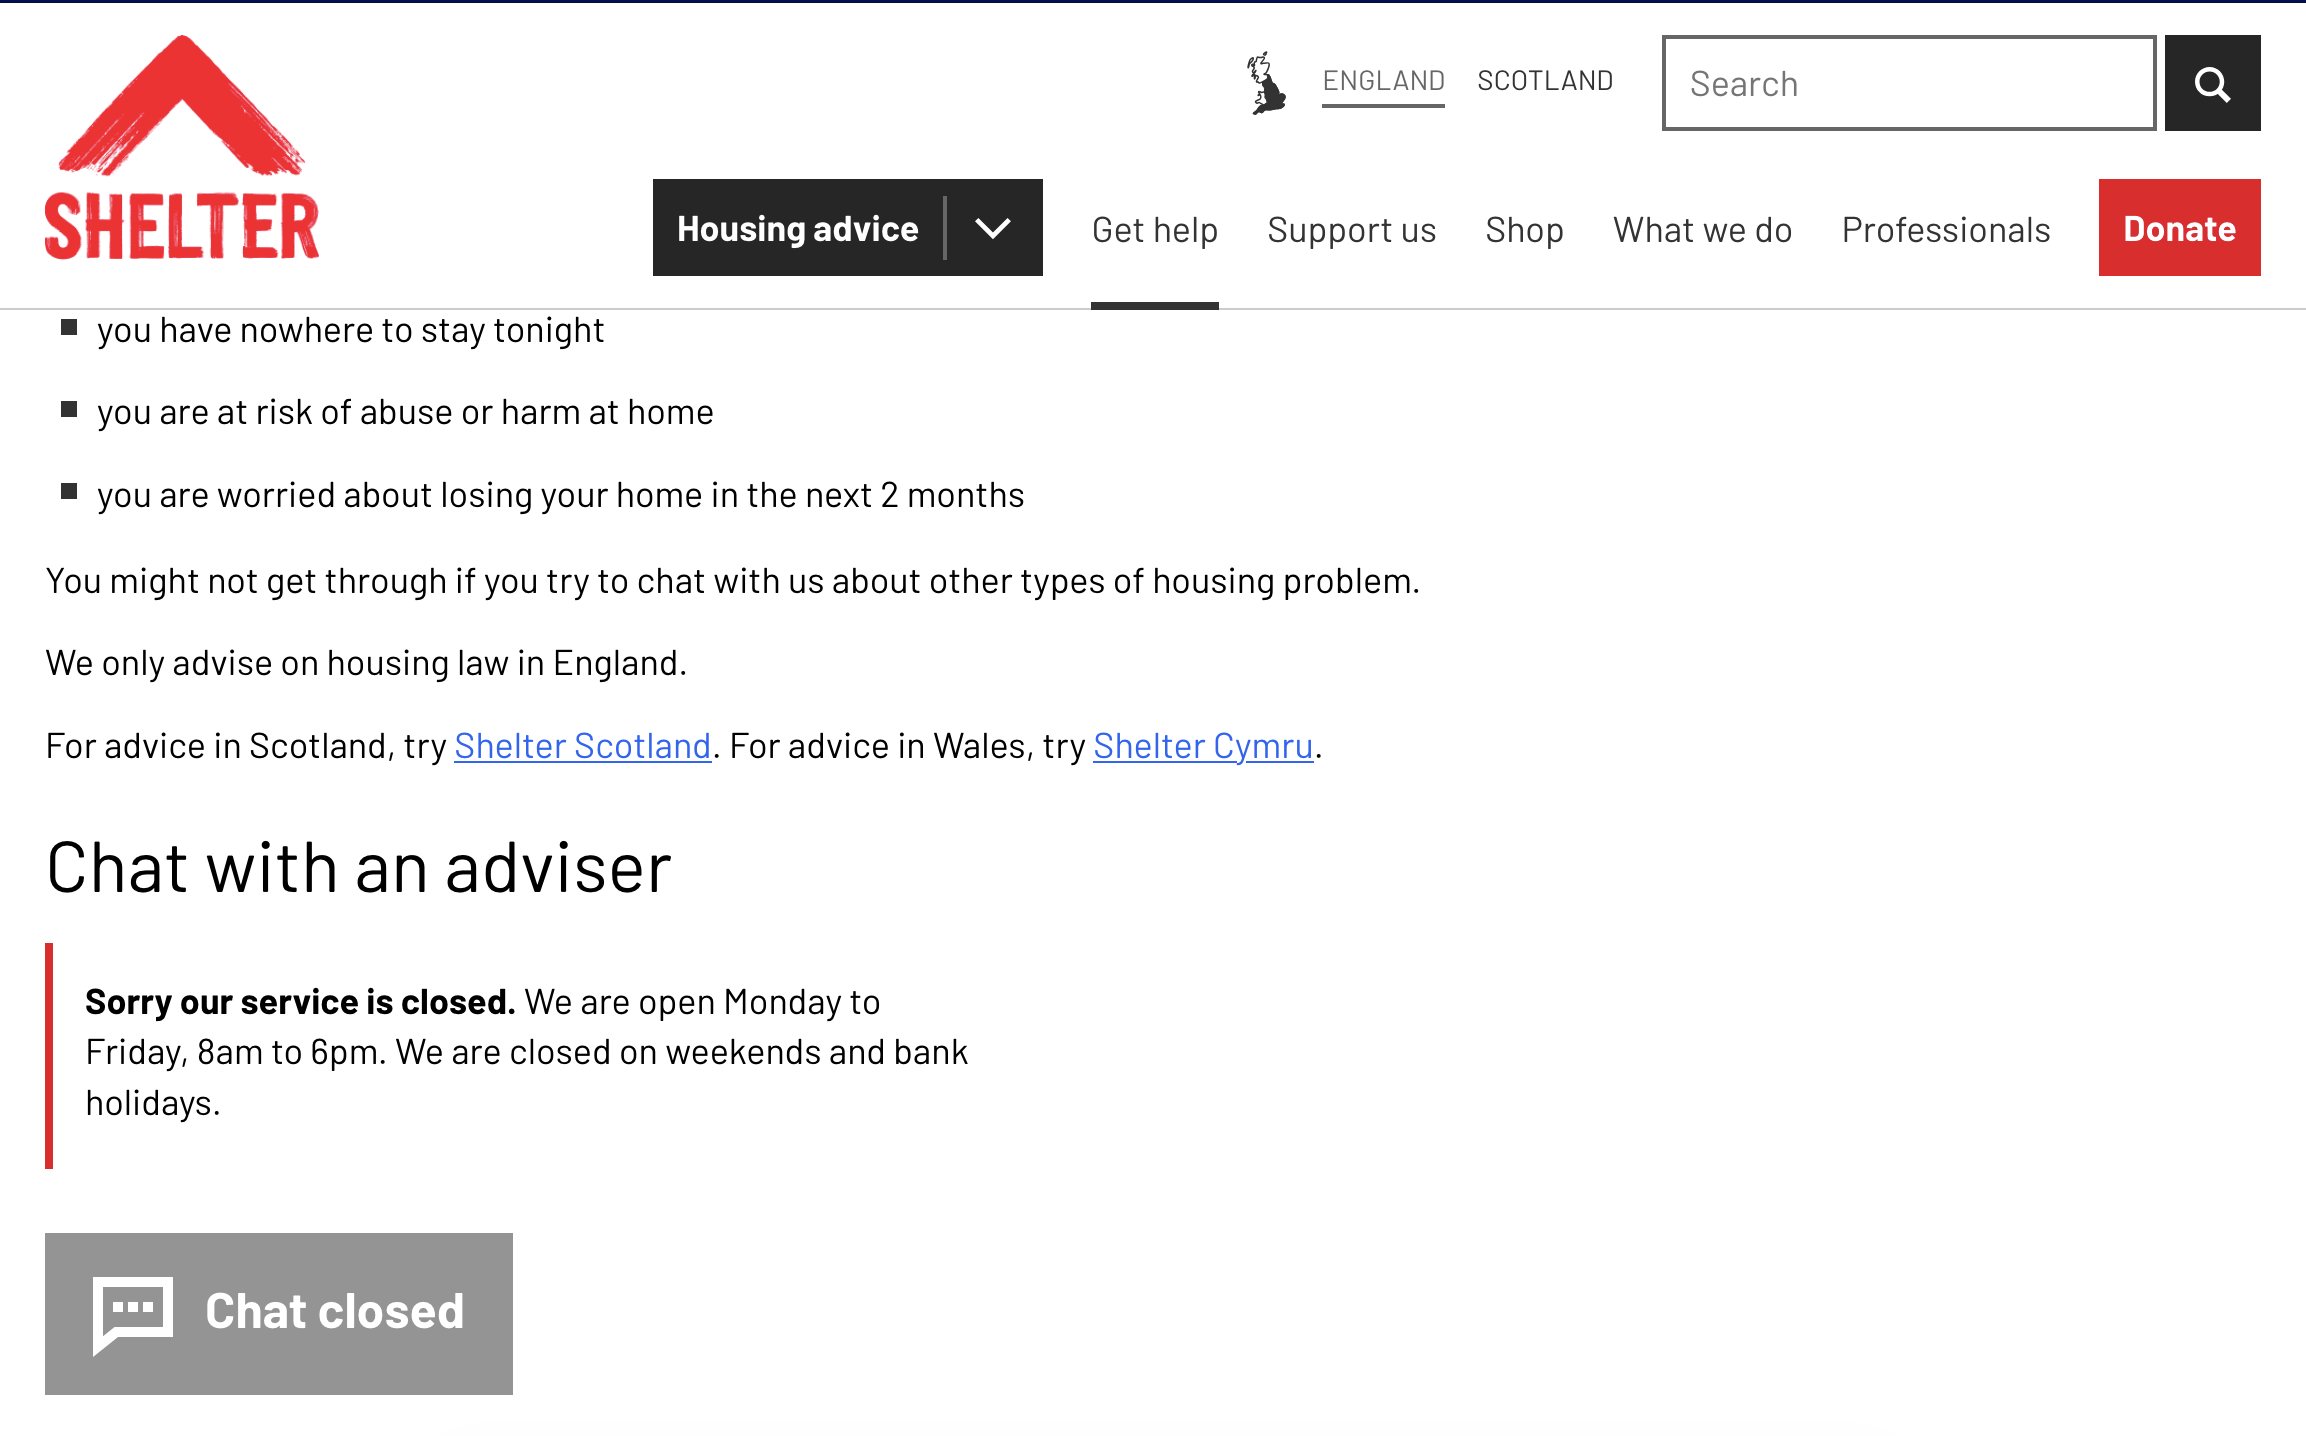 SHELTER
ENGLAND SCOTLAND Search
Housing advice Get help Support us Shop What we do Professionals Donate
you have nowhere to stay tonight
you are at risk of abuse or harm at home
you are worried about losing your home in the next 2 months
You might not get through if you try to chat with us about other types of housing problem.
We only advise on housing law in England.
For advice in Scotland, try Shelter Scotland. For advice in Wales, try Shelter Cymru.
Chat with an adviser
Sorry our service is closed. We are open Monday to
Friday, 8am to 6pm. We are closed on weekends and bank
holidays.
Chat closed